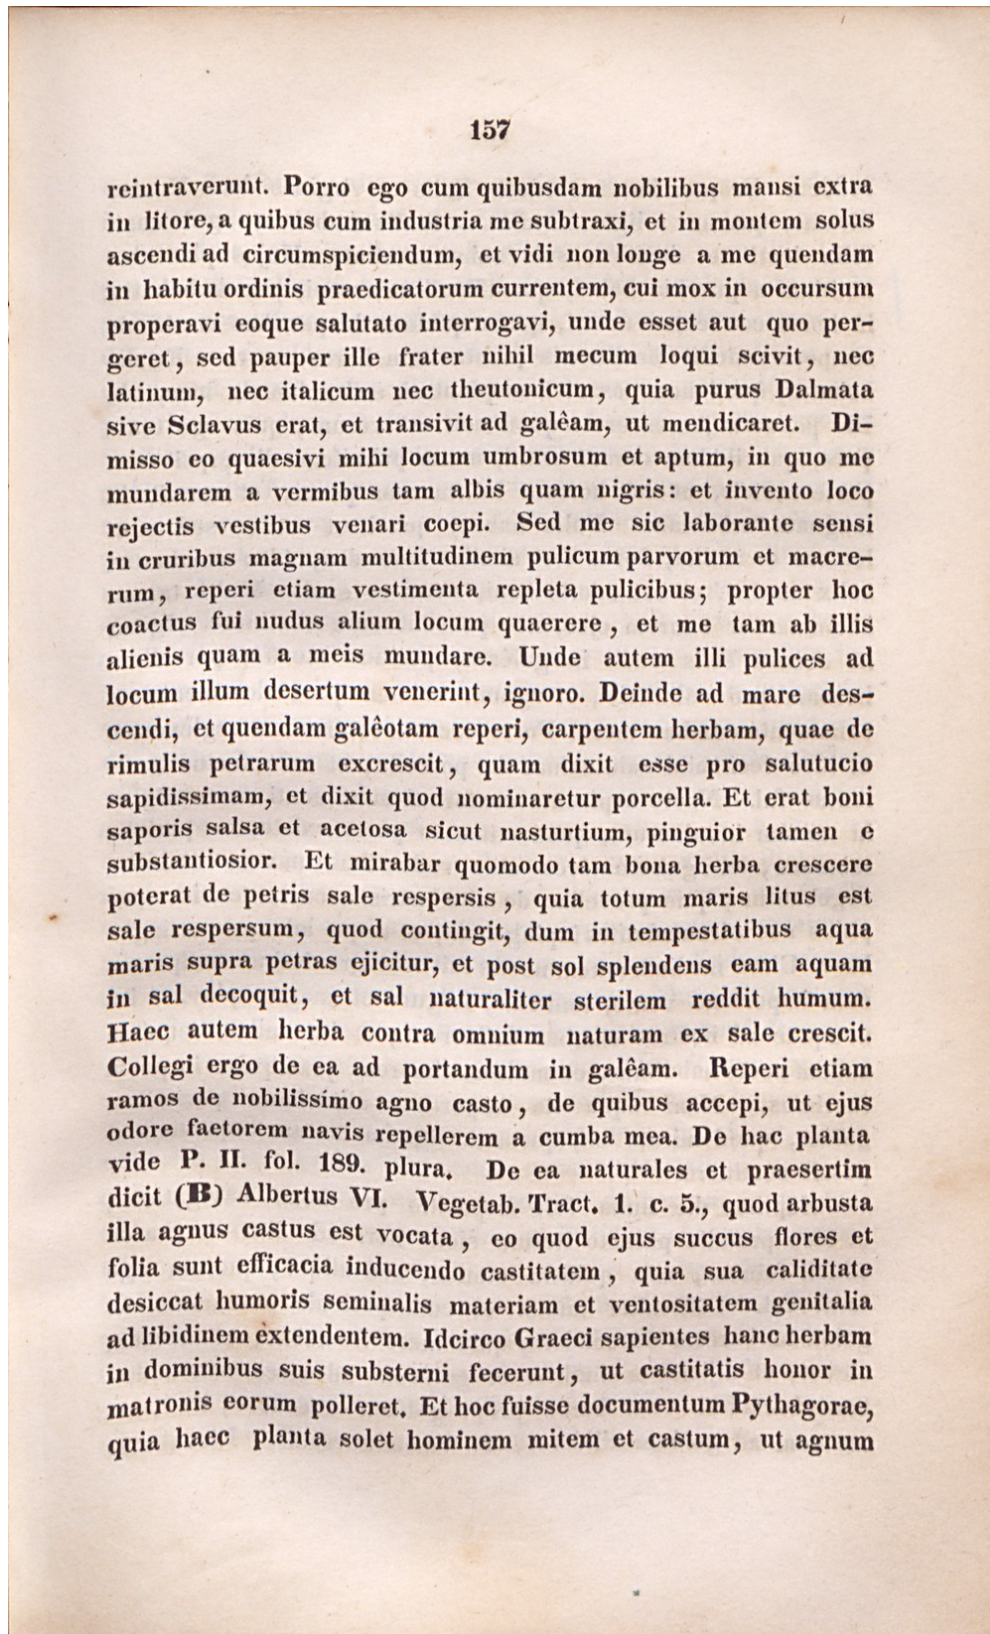 157
reintraverunt. Porro ego cum quibusdam nobilibus mansi extra
in litore, a quibus cum industria me subtraxi, et in montem solus
ascendi ad circumspiciendum, et vidi non longe a me quendam
in habitu ordinis praedicatorum currentem, cui mox in occursum
properavi eoque salutato interrogavi, unde esset aut quo per-
geret, sed pauper ille frater nihil mecum loqui scivit, nec
latinum, nec italicum nec theutonicum, quia purus Dalmata
sive Sclavus erat, et transivit ad galêam, ut mendicaret. Di-
misso eo quaesivi mihi locum umbrosum et aptum, in quo me
mundarem a vermibus tam albis quam nigris: et invento loco
rejectis vestibus venari coepi. Sed me sic laborante sensi
in cruribus magnam multitudinem pulicum parvorum et macre-
rum, reperi etiam vestimenta repleta pulicibus; propter hoc
coactus fui nudus alium locum quaerere, et me tam ab illis
alienis quam a meis mundare. Unde autem illi pulices ad
locum illum desertum venerint, ignoro. Deinde ad mare des-
cendi, et quendam galêotam reperi, carpentem herbam, quae de
rimulis petrarum excrescit, quam dixit esse pro salutucio
sapidissimam, et dixit quod nominaretur porcella. Et erat boni
saporis salsa et acetosa sicut nasturtium, pinguior tamen e
substantiosior. Et mirabar quomodo tam bona herba crescere
poterat de petris sale respersis, quia totum maris litus est
sale respersum, quod contingit, dum in tempestatibus aqua
maris supra petras ejicitur, et post sol splendens eam aquam
in sal decoquit, et sal naturaliter sterilem reddit humum.
Haec autem herba contra omnium naturam ex sale crescit.
Collegi ergo de ea ad portandum in galêam. Reperi etiam
ramos de nobilissimo agno casto, de quibus accepi, ut ejus
odore faetorem navis repellerem a cumba mea. De hac planta
vide P. II. fol. 189. plura. De ea naturales et praesertim
dicit (B) Albertus VI. Vegetab. Tract. 1. c. 5., quod arbusta
illa agnus castus est vocata, eo quod ejus succus flores et
folia sunt efficacia inducendo castitatem, quia sua caliditate
desiccat humoris seminalis materiam et ventositatem genitalia
ad libidinem extendentem. Idcirco Graeci sapientes hanc herbam
in dominibus suis substerni fecerunt, ut castitatis honor in
matronis eorum polleret. Et hoc fuisse documentum Pythagorae,
quia haec planta solet hominem mitem et castum, ut agnum